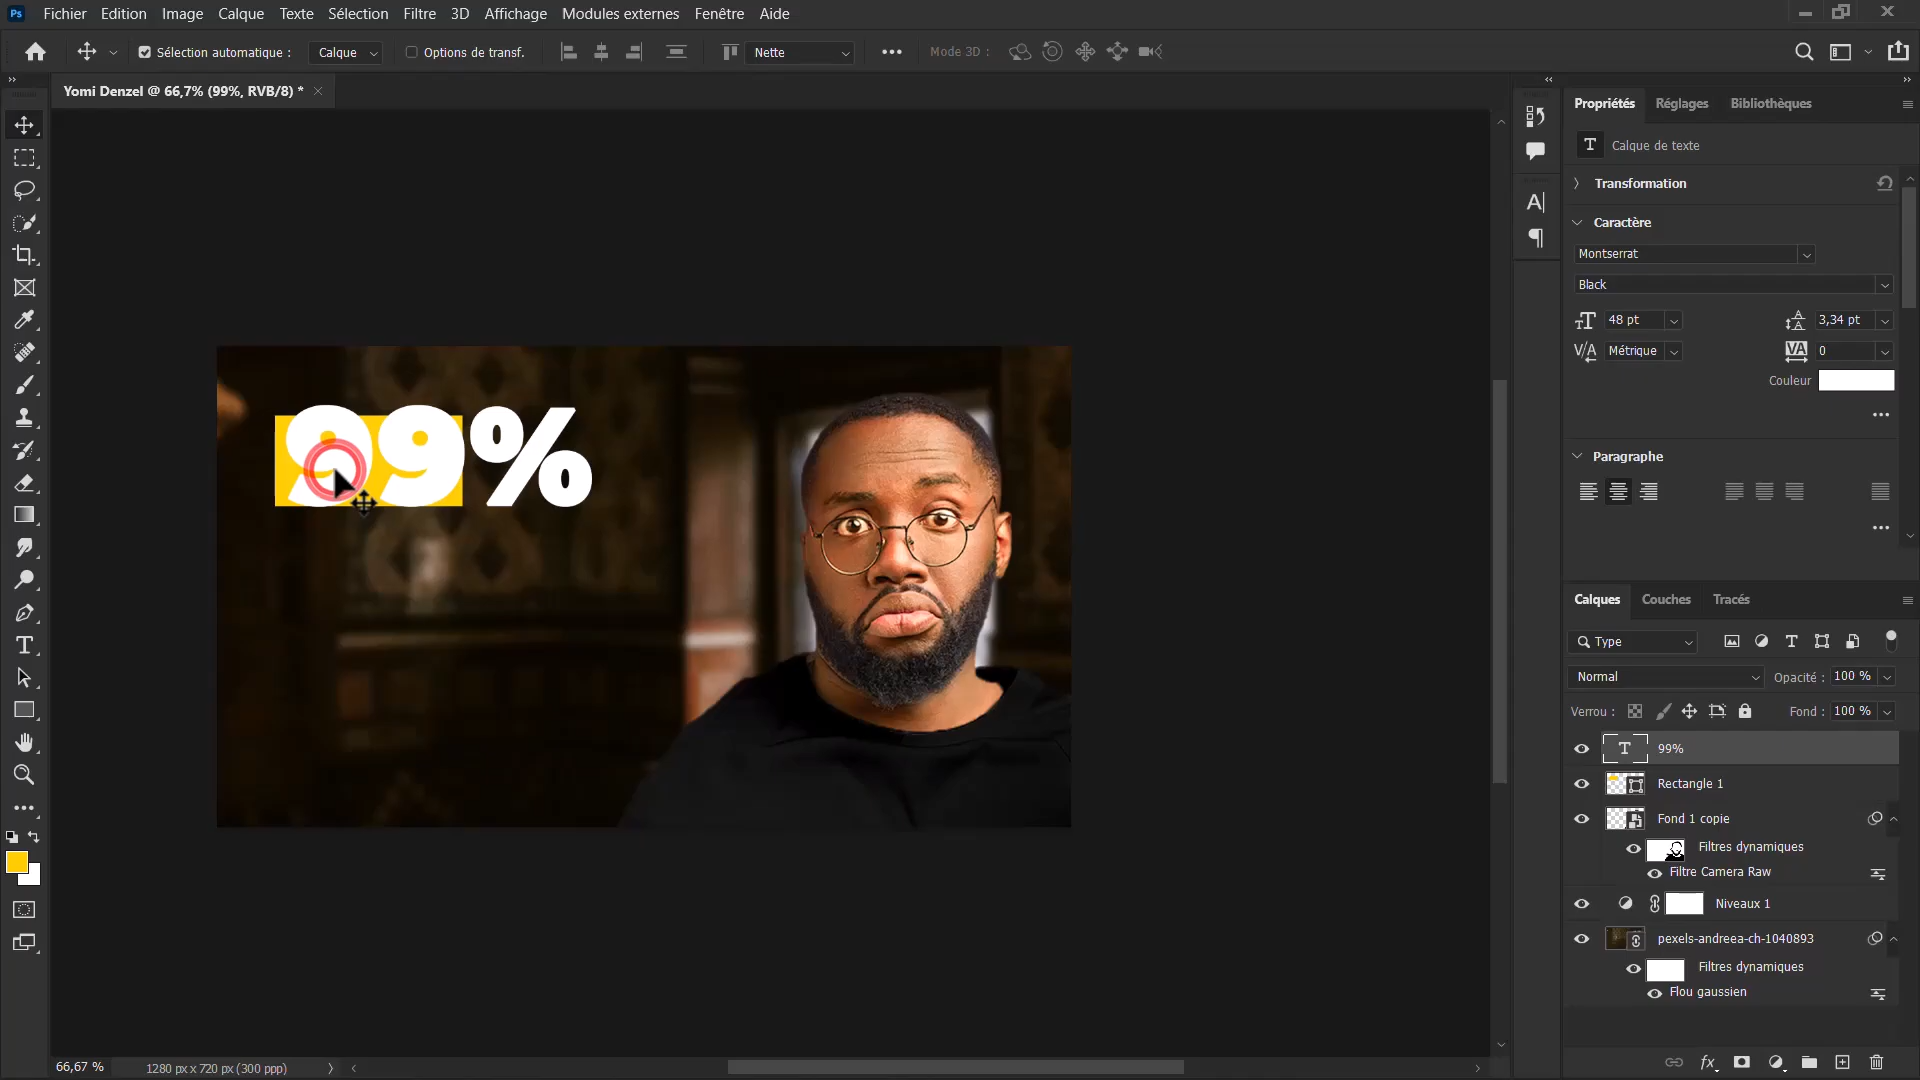 Ps Fichier Edition Image Calque Texte Sélection Filtre 3D Affichage Modules externes Fenêtre Aide
Sélection automatique : Calque Options de transf. Nette Mode 3D :
Yomi Denzel @ 66,7% (99%, RVB/8) *
Propriétés Réglages Bibliothèques
T Calque de texte
Transformation
Caractère
Montserrat
Black
48 pt 3,34 pt
Métrique 0
Couleur
Paragraphe
99%
Calques Couches Tracés
Type
Normal Opacité : 100 %
Verrou : Fond : 100 %
T 99%
Rectangle 1
Fond 1 copie
Filtres dynamiques
Filtre Camera Raw
Niveaux 1
pexels-andreea-ch-1040893
Filtres dynamiques
Flou gaussien
66,67 % 1280 px x 720 px (300 ppp)